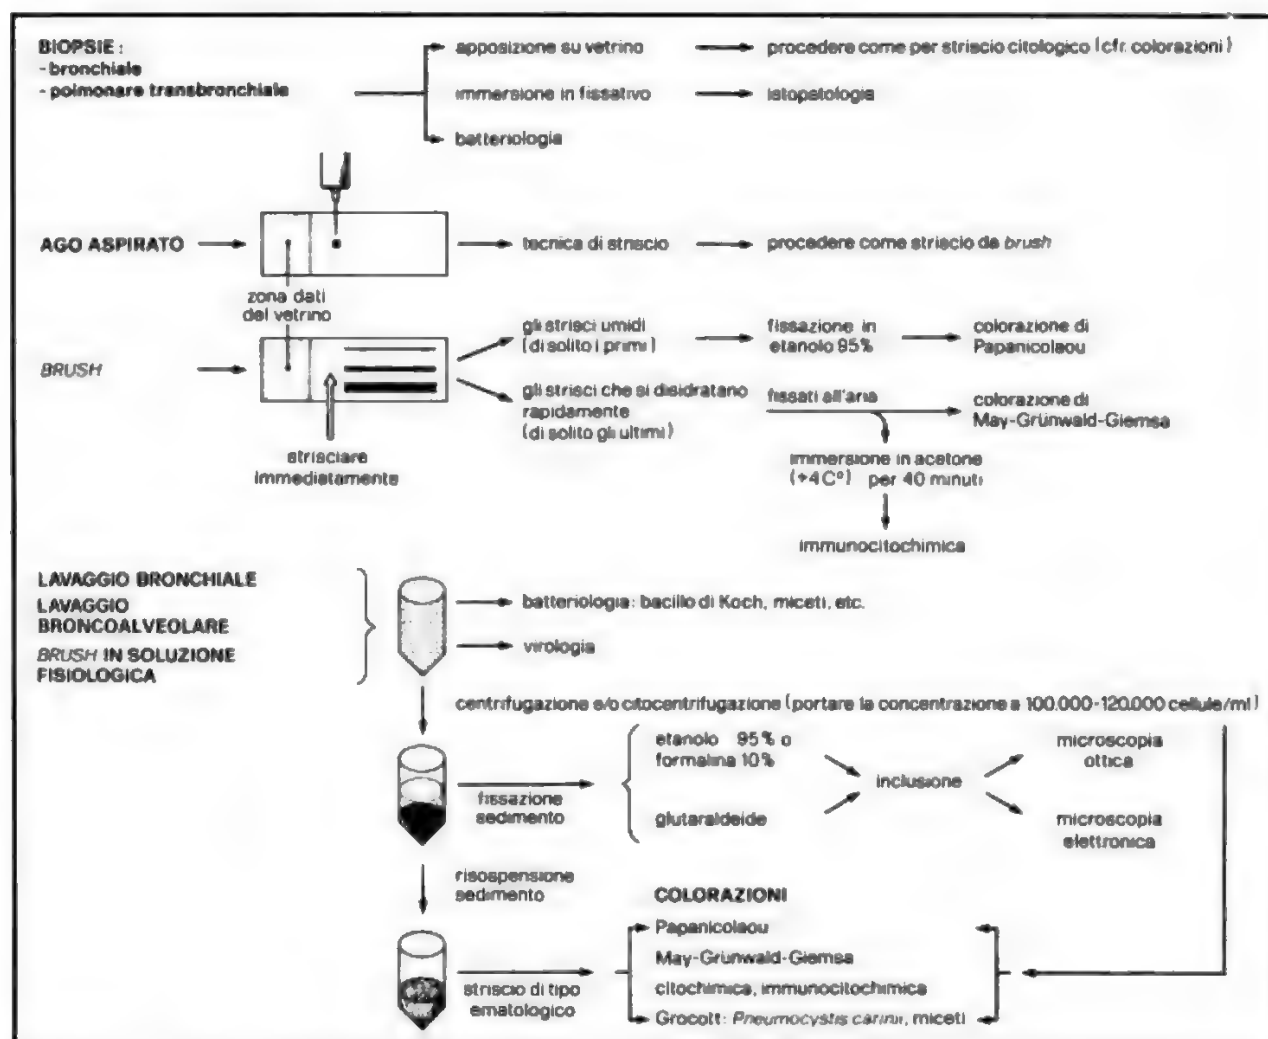 BIOPSIE:
- bronchiale
- polmonare transbronchiale
apposizione su vetrino
procedere come per striscio citologico (cfr. colorazioni)
immersione in fissativo
istopatologia
batteriologia
AGO ASPIRATO
tecnica di striscio
procedere come striscio da brush
zona dati
del vetrino
BRUSH
gli strisci umidi
(di solito i primi)
fissazione in
etanolo 95%
colorazione di
Papanicolaou
gli strisci che si disidratano
rapidamente
(di solito gli ultimi)
fissati all'aria
colorazione di
May-Grünwald-Giemsa
strisciare
immediatamente
immersione in acetone
(+4C°) per 40 minuti
immunocitochimica
LAVAGGIO BRONCHIALE
LAVAGGIO
BRONCOALVEOLARE
BRUSH IN SOLUZIONE
FISIOLOGICA
batteriologia: bacillo di Koch, miceti, etc.
virologia
centrifugazione e/o citocentrifugazione (portare la concentrazione a 100.000-120.000 cellule/ml)
fissazione
sedimento
etanolo 95% o
formalina 10%
glutaraldeide
inclusione
microscopia
ottica
microscopia
elettronica
risospensione
sedimento
COLORAZIONI
Papanicolaou
May-Grünwald-Giemsa
citochimica, immunocitochimica
Grocott: Pneumocystis carinii, miceti
striscio di tipo
ematologico